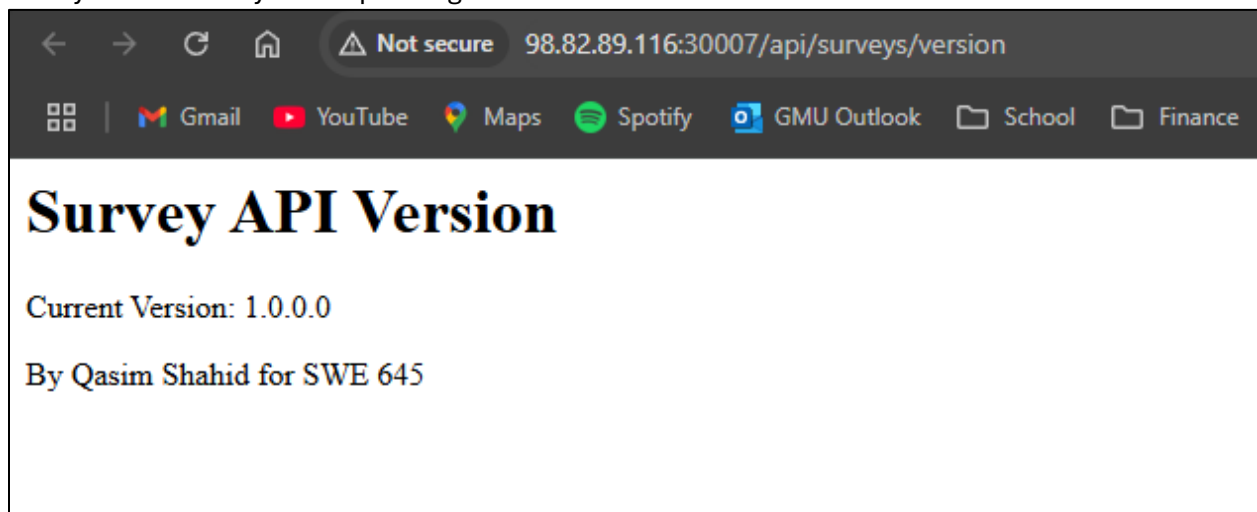 Not secure 98.82.89.116:30007/api/surveys/version
Gmail YouTube Maps Spotify GMU Outlook School Finance
Survey API Version
Current Version: 1.0.0.0
By Qasim Shahid for SWE 645